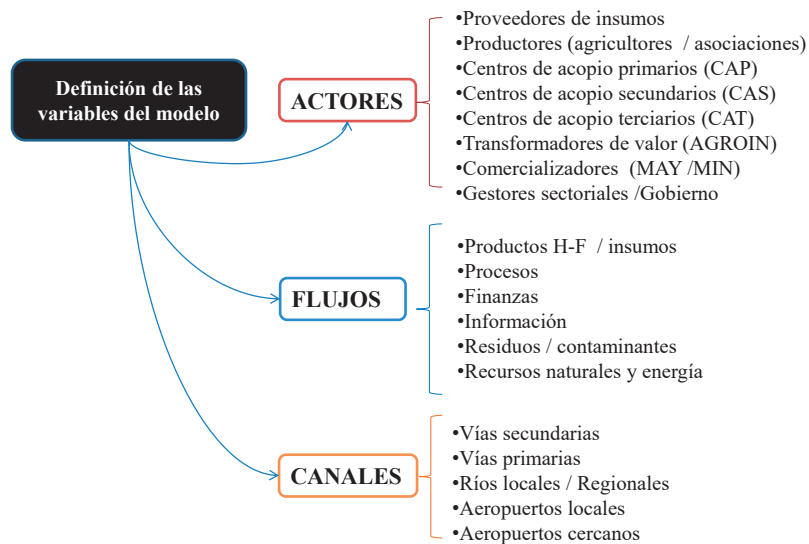 Definición de las
variables del modelo
ACTORES
•Proveedores de insumos
•Productores (agricultores / asociaciones)
•Centros de acopio primarios (CAP)
•Centros de acopio secundarios (CAS)
•Centros de acopio terciarios (CAT)
•Transformadores de valor (AGROIN)
•Comercializadores (MAY /MIN)
•Gestores sectoriales /Gobierno
FLUJOS
•Productos H-F / insumos
•Procesos
•Finanzas
•Información
•Residuos / contaminantes
•Recursos naturales y energía
CANALES
•Vías secundarias
•Vías primarias
•Ríos locales / Regionales
•Aeropuertos locales
•Aeropuertos cercanos